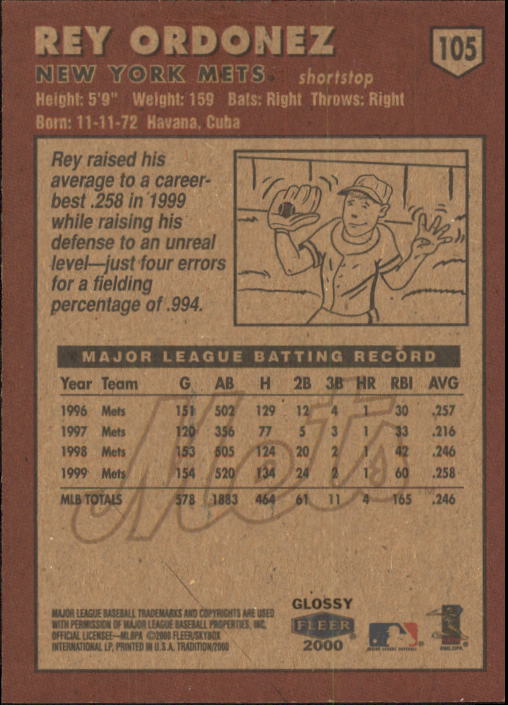 REY ORDONEZ
105
NEW YORK METS shortstop
Height: 5'9" Weight: 159 Bats: Right Throws: Right
Born: 11-11-72 Havana, Cuba
Rey raised his
average to a career-
best .258 in 1999
while raising his
defense to an unreal
level—just four errors
for a fielding
percentage of .994.
MAJOR LEAGUE BATTING RECORD
Year Team G AB H 2B 3B HR RBI AVG
1996 Mets 151 502 129 12 4 1 30 .257
1997 Mets 120 356 77 5 3 1 33 .216
1998 Mets 153 505 124 20 2 1 42 .246
1999 Mets 154 520 134 24 2 1 60 .258
MLB TOTALS 578 1883 464 61 11 4 165 .246
Mets
TM
MAJOR LEAGUE BASEBALL TRADEMARKS AND COPYRIGHTS ARE USED
WITH PERMISSION OF MAJOR LEAGUE BASEBALL PROPERTIES, INC.
OFFICIAL LICENSEE—MLBPA ©2000 FLEER/SKYBOX
INTERNATIONAL LP, PRINTED IN U.S.A. TRADITION/2000
GLOSSY
FLEER
2000